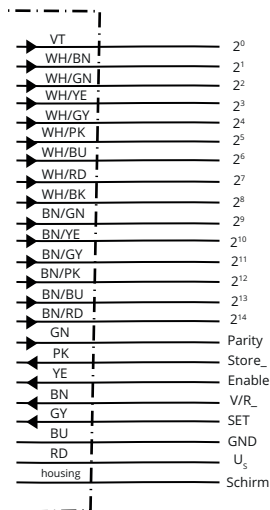 VT 2⁰
WH/BN 2¹
WH/GN 2²
WH/YE 2³
WH/GY 2⁴
WH/PK 2⁵
WH/BU 2⁶
WH/RD 2⁷
WH/BK 2⁸
BN/GN 2⁹
BN/YE 2¹⁰
BN/GY 2¹¹
BN/PK 2¹²
BN/BU 2¹³
BN/RD 2¹⁴
GN Parity
PK Store_
YE Enable
BN V/R_
GY SET
BU GND
RD Uₛ
housing Schirm